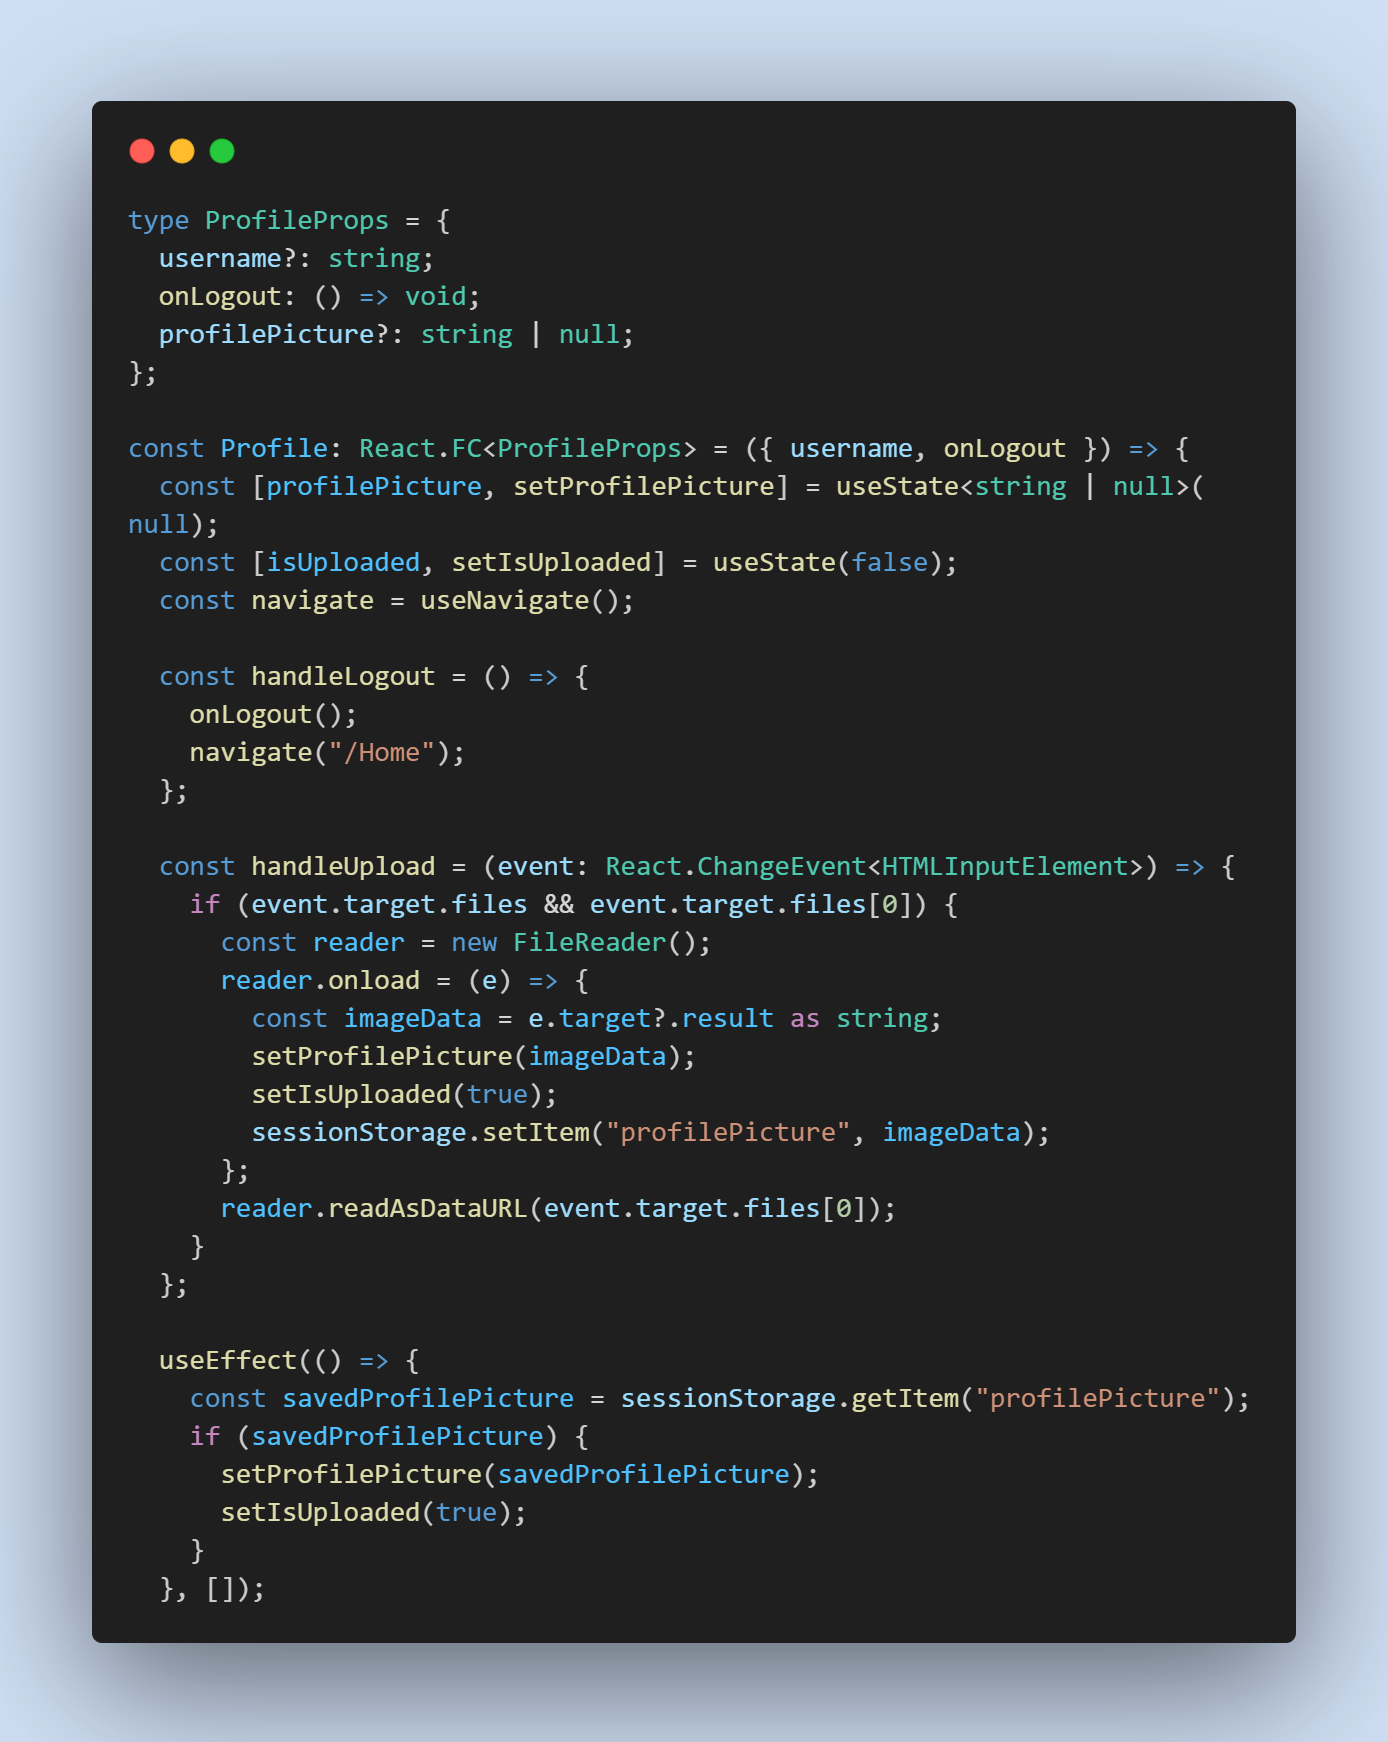 type ProfileProps = {
  username?: string;
  onLogout: () => void;
  profilePicture?: string | null;
};

const Profile: React.FC<ProfileProps> = ({ username, onLogout }) => {
  const [profilePicture, setProfilePicture] = useState<string | null>(
null);
  const [isUploaded, setIsUploaded] = useState(false);
  const navigate = useNavigate();

  const handleLogout = () => {
    onLogout();
    navigate("/Home");
  };

  const handleUpload = (event: React.ChangeEvent<HTMLInputElement>) => {
    if (event.target.files && event.target.files[0]) {
      const reader = new FileReader();
      reader.onload = (e) => {
        const imageData = e.target?.result as string;
        setProfilePicture(imageData);
        setIsUploaded(true);
        sessionStorage.setItem("profilePicture", imageData);
      };
      reader.readAsDataURL(event.target.files[0]);
    }
  };

  useEffect(() => {
    const savedProfilePicture = sessionStorage.getItem("profilePicture");
    if (savedProfilePicture) {
      setProfilePicture(savedProfilePicture);
      setIsUploaded(true);
    }
  }, []);